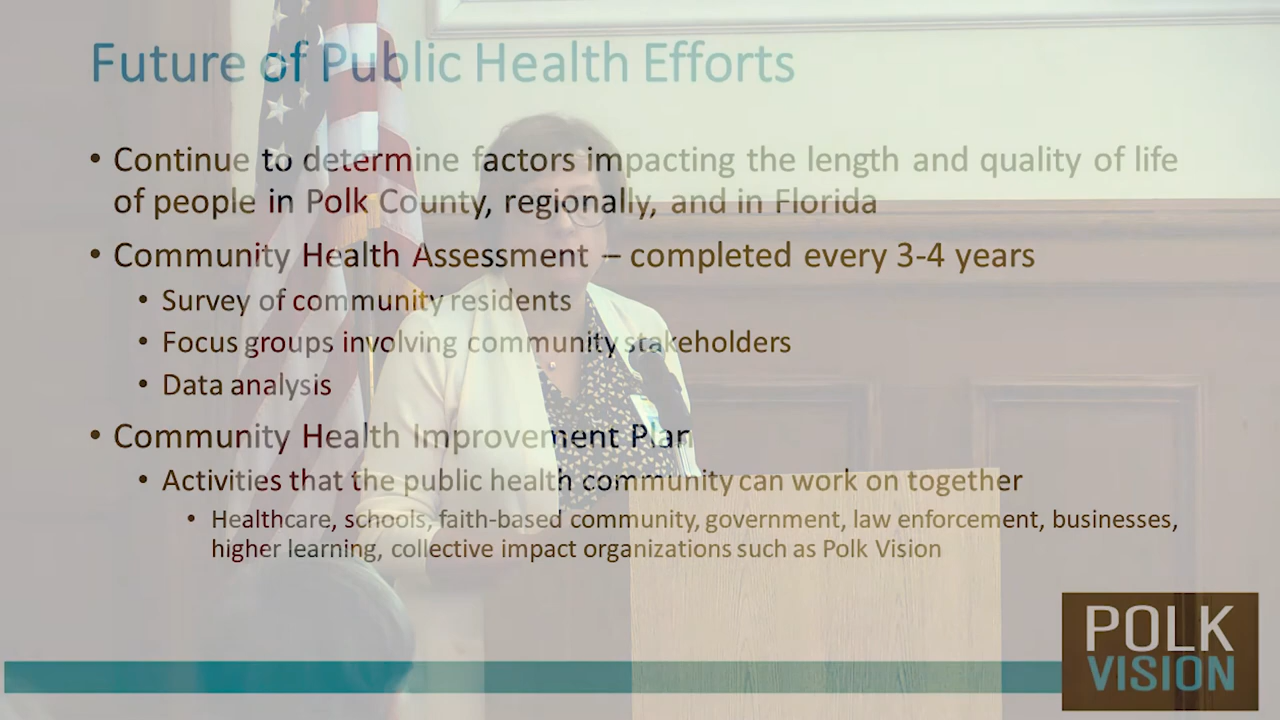 Future of Public Health Efforts
• Continue to determine factors impacting the length and quality of life
of people in Polk County, regionally, and in Florida
• Community Health Assessment – completed every 3-4 years
• Survey of community residents
• Focus groups involving community stakeholders
• Data analysis
• Community Health Improvement Plan
• Activities that the public health community can work on together
• Healthcare, schools, faith-based community, government, law enforcement, businesses,
higher learning, collective impact organizations such as Polk Vision
POLK
VISION